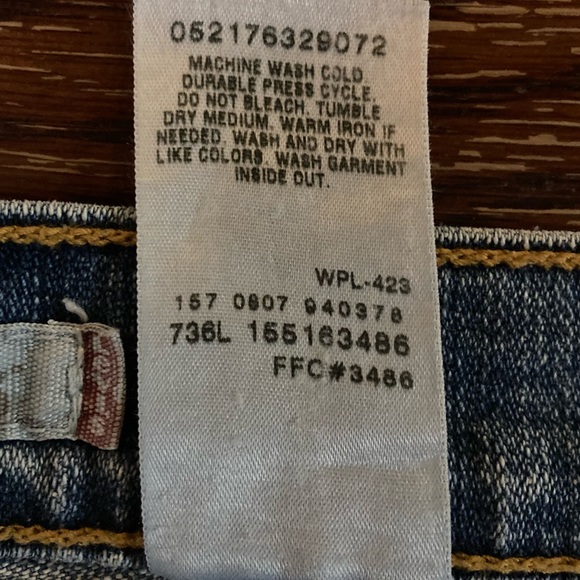 052176329072
MACHINE WASH COLD.
DURABLE PRESS CYCLE.
DO NOT BLEACH. TUMBLE
DRY MEDIUM. WARM IRON IF
NEEDED. WASH AND DRY WITH
LIKE COLORS. WASH GARMENT
INSIDE OUT.
WPL-423
157 0807 940378
736L 155163486
FFC#3486